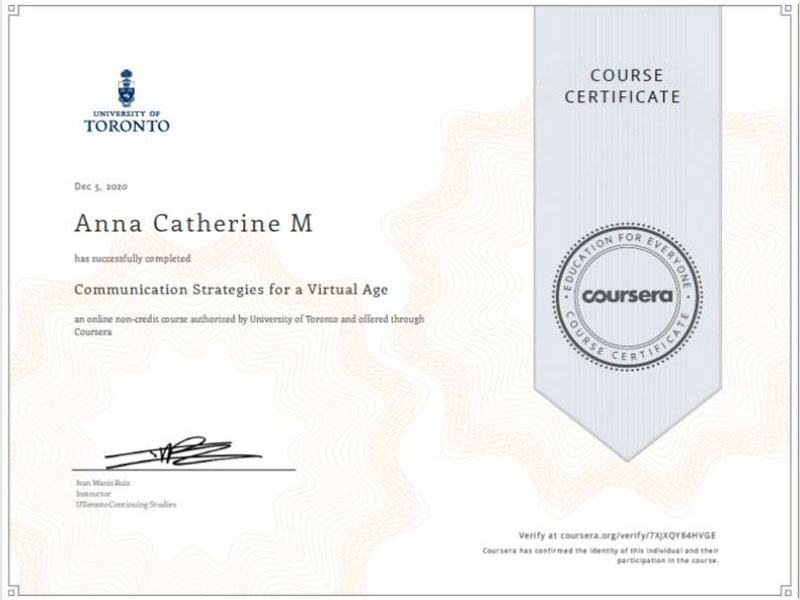 UNIVERSITY OF
TORONTO
COURSE
CERTIFICATE
Dec 5, 2020
Anna Catherine M
has successfully completed
Communication Strategies for a Virtual Age
an online non-credit course authorized by University of Toronto and offered through
Coursera
EDUCATION FOR EVERYONE
coursera
COURSE CERTIFICATE
Ivan Wanis Ruiz
Instructor
UToronto Continuing Studies
Verify at coursera.org/verify/7XJXQY84HVGE
Coursera has confirmed the identity of this individual and their
participation in the course.